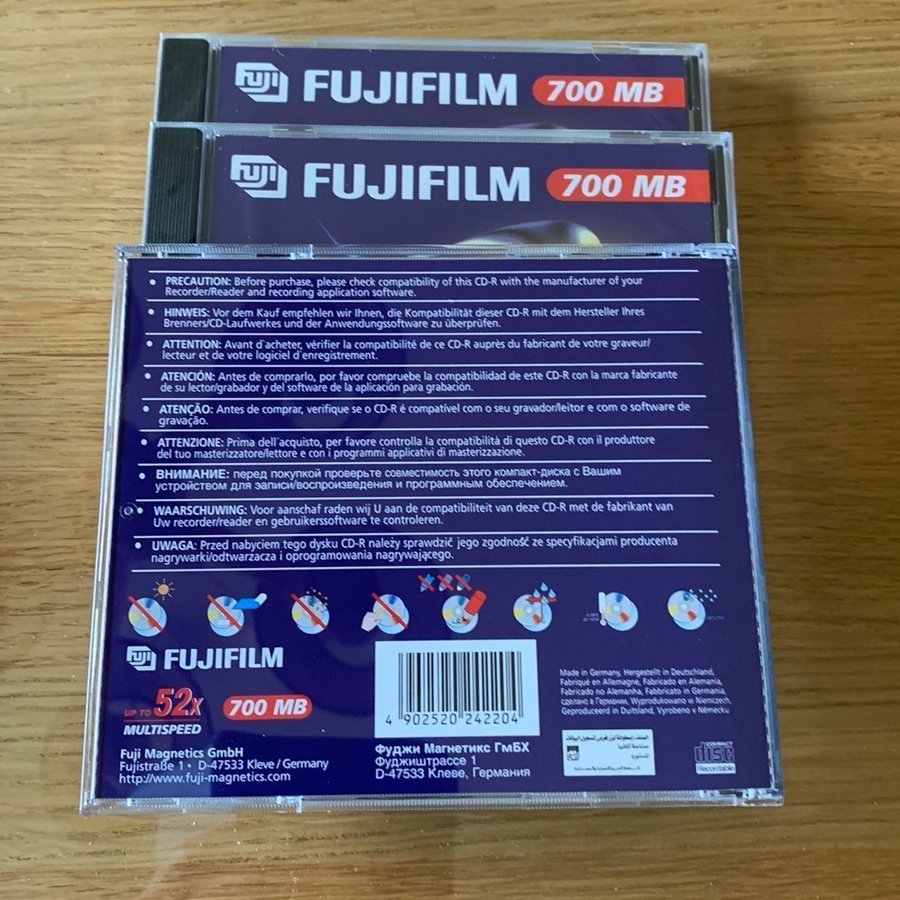 FUJI FUJIFILM 700 MB
FUJI FUJIFILM 700 MB
• PRECAUTION: Before purchase, please check compatibility of this CD-R with the manufacturer of your
Recorder/Reader and recording application software.
• HINWEIS: Vor dem Kauf empfehlen wir Ihnen, die Kompatibilität dieser CD-R mit dem Hersteller Ihres
Brenners/CD-Laufwerkes und der Anwendungssoftware zu überprüfen.
• ATTENTION: Avant d'acheter, vérifier la compatibilité de ce CD-R auprès du fabricant de votre graveur/
lecteur et de votre logiciel d'enregistrement.
• ATENCIÓN: Antes de comprarlo, por favor compruebe la compatibilidad de este CD-R con la marca fabricante
de su lector/grabador y del software de la aplicación para grabación.
• ATENÇÃO: Antes de comprar, verifique se o CD-R é compatível com o seu gravador/leitor e com o software de
gravação.
• ATTENZIONE: Prima dell'acquisto, per favore controlla la compatibilità di questo CD-R con il produttore
del tuo masterizzatore/lettore e con i programmi applicativi di masterizzazione.
• ВНИМАНИЕ: перед покупкой проверьте совместимость этого компакт-диска с Вашим
устройством для записи/воспроизведения и программным обеспечением.
• WAARSCHUWING: Voor aanschaf raden wij U aan de compatibiliteit van deze CD-R met de fabrikant van
Uw recorder/reader en gebruikerssoftware te controleren.
• UWAGA: Przed nabyciem tego dysku CD-R należy sprawdzić jego zgodność ze specyfikacjami producenta
nagrywarki/odtwarzacza i oprogramowania nagrywającego.
FUJI FUJIFILM
UP TO 52x
MULTISPEED
700 MB
Fuji Magnetics GmbH
Fujistraße 1 • D-47533 Kleve / Germany
http://www.fuji-magnetics.com
4 902520 242204
Фуджи Магнетикс ГмБХ
Фуджиштрассе 1
D-47533 Клеве, Германия
Made in Germany, Hergestellt in Deutschland,
Fabriqué en Allemagne, Fabricado en Alemania,
Fabricado no Alemanha, Fabbricato in Germania,
сделано в Германии, Wyprodukowano w Niemczech,
Geproduceerd in Duitsland, Vyrobeno v Německu
COMPACT
disc
Recordable